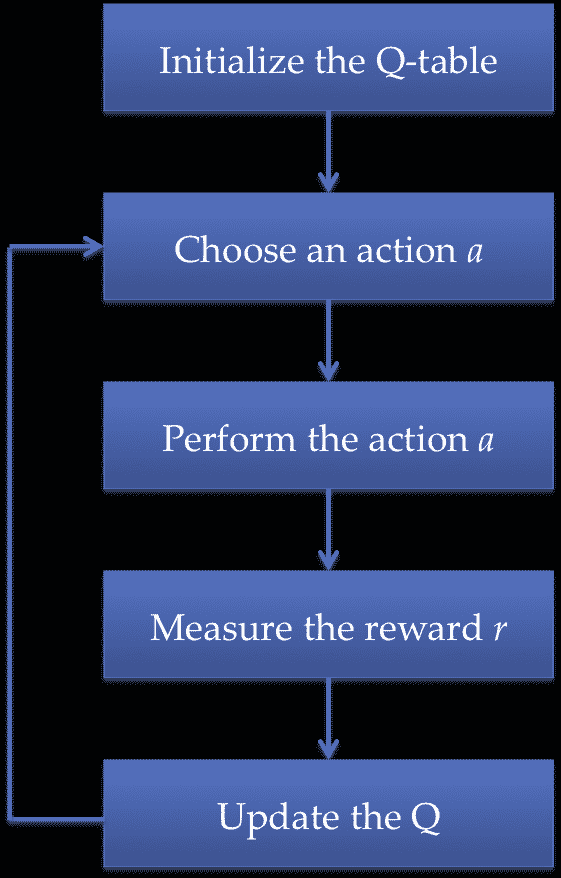 Initialize the Q-table
Choose an action a
Perform the action a
Measure the reward r
Update the Q